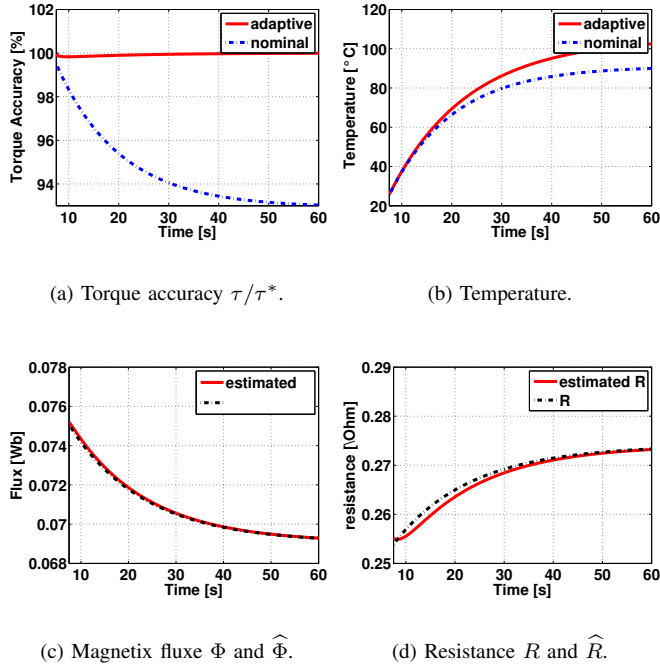 102
100
98
96
94
Torque Accuracy [%]
adaptive
nominal
10 20 30 40 50 60
Time [s]
(a) Torque accuracy τ/τ*.
120
100
80
60
40
20
Temperature [°C]
adaptive
nominal
10 20 30 40 50 60
Time [s]
(b) Temperature.
0.078
0.076
0.074
0.072
0.07
0.068
Flux [Wb]
estimated
10 20 30 40 50 60
Time [s]
(c) Magnetix fluxe Φ and Φ̂.
0.29
0.28
0.27
0.26
0.25
resistance [\Ohm]
estimated R
R
10 20 30 40 50 60
Time [s]
(d) Resistance R and R̂.